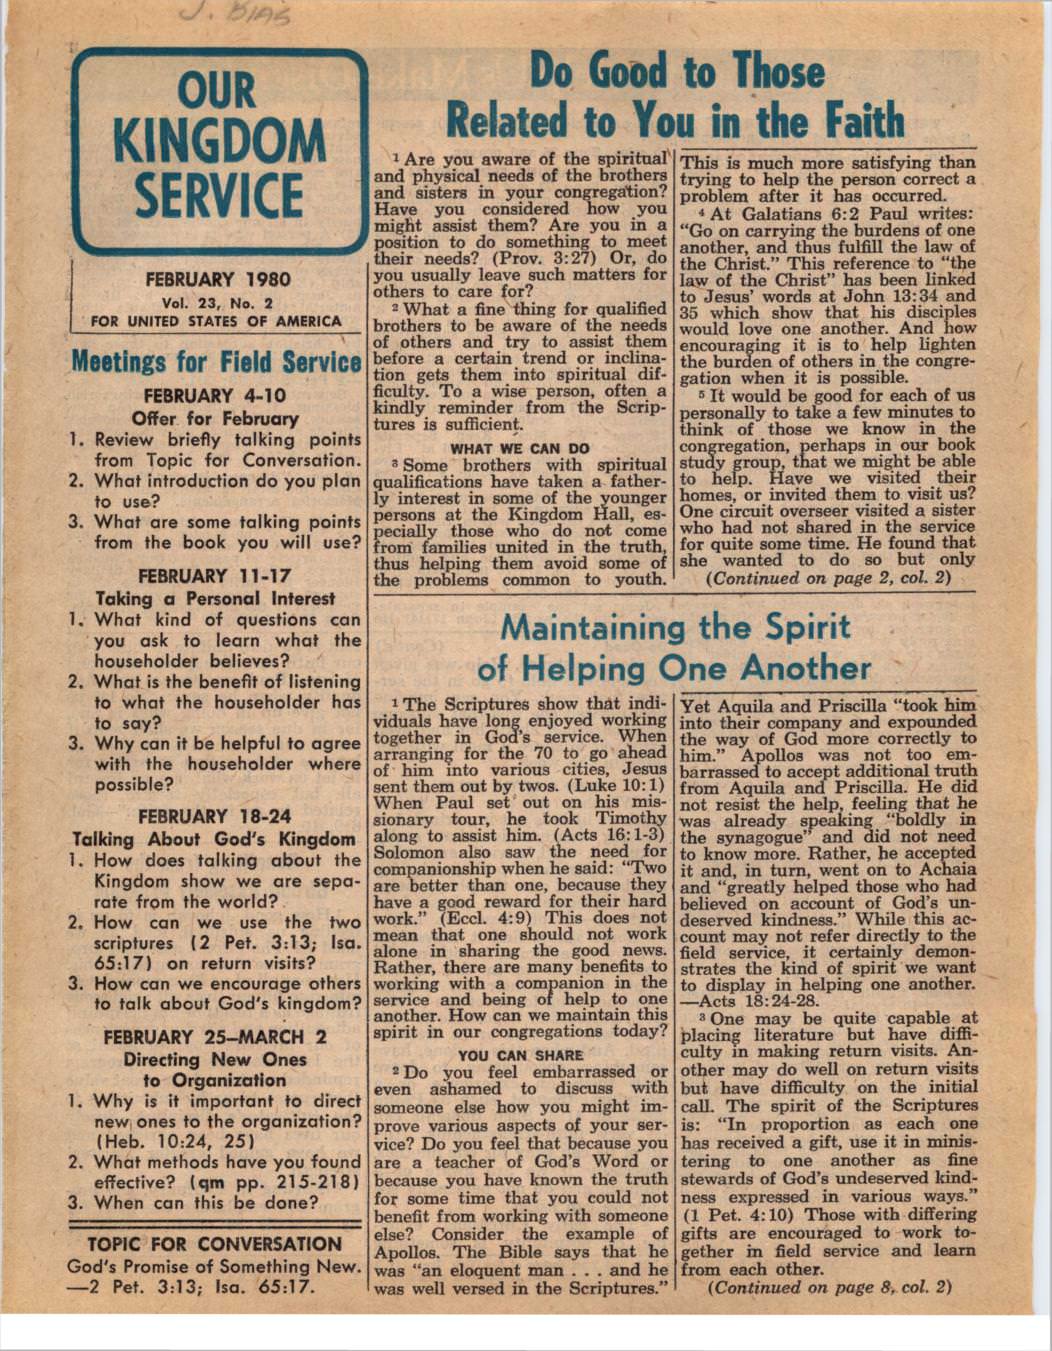 J. BIAS
OUR
KINGDOM
SERVICE
FEBRUARY 1980
Vol. 23, No. 2
FOR UNITED STATES OF AMERICA
Meetings for Field Service
FEBRUARY 4-10
Offer for February
1. Review briefly talking points
from Topic for Conversation.
2. What introduction do you plan
to use?
3. What are some talking points
from the book you will use?
FEBRUARY 11-17
Taking a Personal Interest
1. What kind of questions can
you ask to learn what the
householder believes?
2. What is the benefit of listening
to what the householder has
to say?
3. Why can it be helpful to agree
with the householder where
possible?
FEBRUARY 18-24
Talking About God's Kingdom
1. How does talking about the
Kingdom show we are sepa-
rate from the world?
2. How can we use the two
scriptures (2 Pet. 3:13; Isa.
65:17) on return visits?
3. How can we encourage others
to talk about God's kingdom?
FEBRUARY 25–MARCH 2
Directing New Ones
to Organization
1. Why is it important to direct
new ones to the organization?
(Heb. 10:24, 25)
2. What methods have you found
effective? (qm pp. 215-218)
3. When can this be done?
TOPIC FOR CONVERSATION
God's Promise of Something New.
—2 Pet. 3:13; Isa. 65:17.
Do Good to Those
Related to You in the Faith
1 Are you aware of the spiritual
and physical needs of the brothers
and sisters in your congregation?
Have you considered how you
might assist them? Are you in a
position to do something to meet
their needs? (Prov. 3:27) Or, do
you usually leave such matters for
others to care for?
2 What a fine thing for qualified
brothers to be aware of the needs
of others and try to assist them
before a certain trend or inclina-
tion gets them into spiritual dif-
ficulty. To a wise person, often a
kindly reminder from the Scrip-
tures is sufficient.
WHAT WE CAN DO
3 Some brothers with spiritual
qualifications have taken a father-
ly interest in some of the younger
persons at the Kingdom Hall, es-
pecially those who do not come
from families united in the truth,
thus helping them avoid some of
the problems common to youth.
This is much more satisfying than
trying to help the person correct a
problem after it has occurred.
4 At Galatians 6:2 Paul writes:
“Go on carrying the burdens of one
another, and thus fulfill the law of
the Christ.” This reference to “the
law of the Christ” has been linked
to Jesus’ words at John 13:34 and
35 which show that his disciples
would love one another. And how
encouraging it is to help lighten
the burden of others in the congre-
gation when it is possible.
5 It would be good for each of us
personally to take a few minutes to
think of those we know in the
congregation, perhaps in our book
study group, that we might be able
to help. Have we visited their
homes, or invited them to visit us?
One circuit overseer visited a sister
who had not shared in the service
for quite some time. He found that
she wanted to do so but only
(Continued on page 2, col. 2)
Maintaining the Spirit
of Helping One Another
1 The Scriptures show that indi-
viduals have long enjoyed working
together in God's service. When
arranging for the 70 to go ahead
of him into various cities, Jesus
sent them out by twos. (Luke 10:1)
When Paul set out on his mis-
sionary tour, he took Timothy
along to assist him. (Acts 16:1-3)
Solomon also saw the need for
companionship when he said: “Two
are better than one, because they
have a good reward for their hard
work.” (Eccl. 4:9) This does not
mean that one should not work
alone in sharing the good news.
Rather, there are many benefits to
working with a companion in the
service and being of help to one
another. How can we maintain this
spirit in our congregations today?
YOU CAN SHARE
2 Do you feel embarrassed or
even ashamed to discuss with
someone else how you might im-
prove various aspects of your ser-
vice? Do you feel that because you
are a teacher of God's Word or
because you have known the truth
for some time that you could not
benefit from working with someone
else? Consider the example of
Apollos. The Bible says that he
was “an eloquent man . . . and he
was well versed in the Scriptures.”
Yet Aquila and Priscilla “took him
into their company and expounded
the way of God more correctly to
him.” Apollos was not too em-
barrassed to accept additional truth
from Aquila and Priscilla. He did
not resist the help, feeling that he
was already speaking “boldly in
the synagogue” and did not need
to know more. Rather, he accepted
it and, in turn, went on to Achaia
and “greatly helped those who had
believed on account of God's un-
deserved kindness.” While this ac-
count may not refer directly to the
field service, it certainly demon-
strates the kind of spirit we want
to display in helping one another.
—Acts 18:24-28.
3 One may be quite capable at
placing literature but have diffi-
culty in making return visits. An-
other may do well on return visits
but have difficulty on the initial
call. The spirit of the Scriptures
is: “In proportion as each one
has received a gift, use it in minis-
tering to one another as fine
stewards of God's undeserved kind-
ness expressed in various ways.”
(1 Pet. 4:10) Those with differing
gifts are encouraged to work to-
gether in field service and learn
from each other.
(Continued on page 8, col. 2)